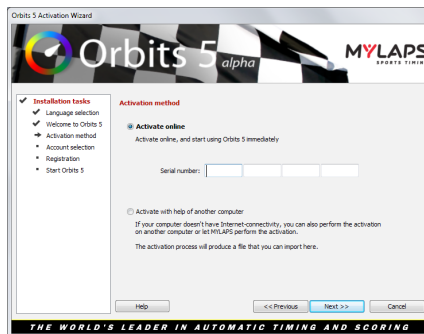 Orbits 5 Activation Wizard
Orbits 5 alpha
MYLAPS
SPORTS TIMIN
Installation tasks
Language selection
Welcome to Orbits 5
Activation method
Account selection
Registration
Start Orbits 5
Activation method
Activate online
Activate online, and start using Orbits 5 immediately
Serial number:
Activate with help of another computer
If your computer doesn't have Internet-connectivity, you can also perform the activation
on another computer or let MYLAPS perform the activation.
The activation process will produce a file that you can import here.
Help
<< Previous
Next >>
Cancel
THE WORLD'S LEADER IN AUTOMATIC TIMING AND SCORING